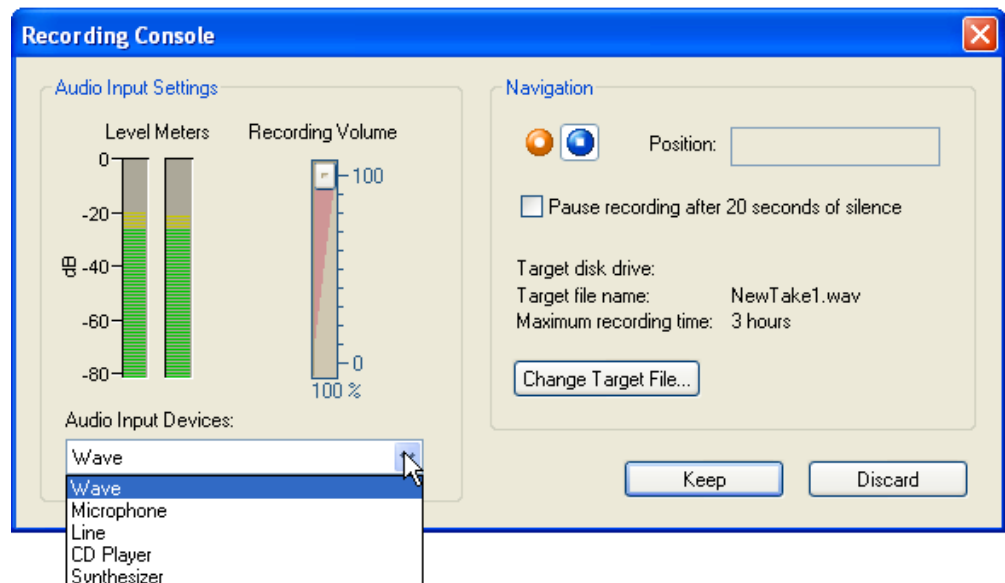 Recording Console
Audio Input Settings
Level Meters
Recording Volume
0
-20
-40
-60
-80
dB
100
0
100 %
Audio Input Devices:
Wave
Wave
Microphone
Line
CD Player
Synthesizer
Navigation
Position:
Pause recording after 20 seconds of silence
Target disk drive:
Target file name: NewTake1.wav
Maximum recording time: 3 hours
Change Target File...
Keep
Discard